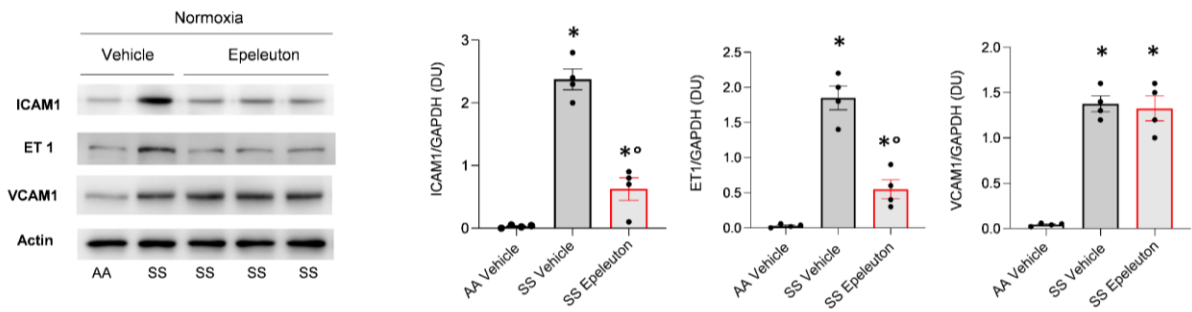 Normoxia
Vehicle Epeleuton
ICAM1
ET 1
VCAM1
Actin
AA SS SS SS SS
ICAM1/GAPDH (DU)
3
2
1
0
*
*°
AA Vehicle
SS Vehicle
SS Epeleuton
ET1/GAPDH (DU)
2.5
2.0
1.5
1.0
0.5
0.0
*
*°
AA Vehicle
SS Vehicle
SS Epeleuton
VCAM1/GAPDH (DU)
2.0
1.5
1.0
0.5
0.0
*
*
AA Vehicle
SS Vehicle
SS Epeleuton